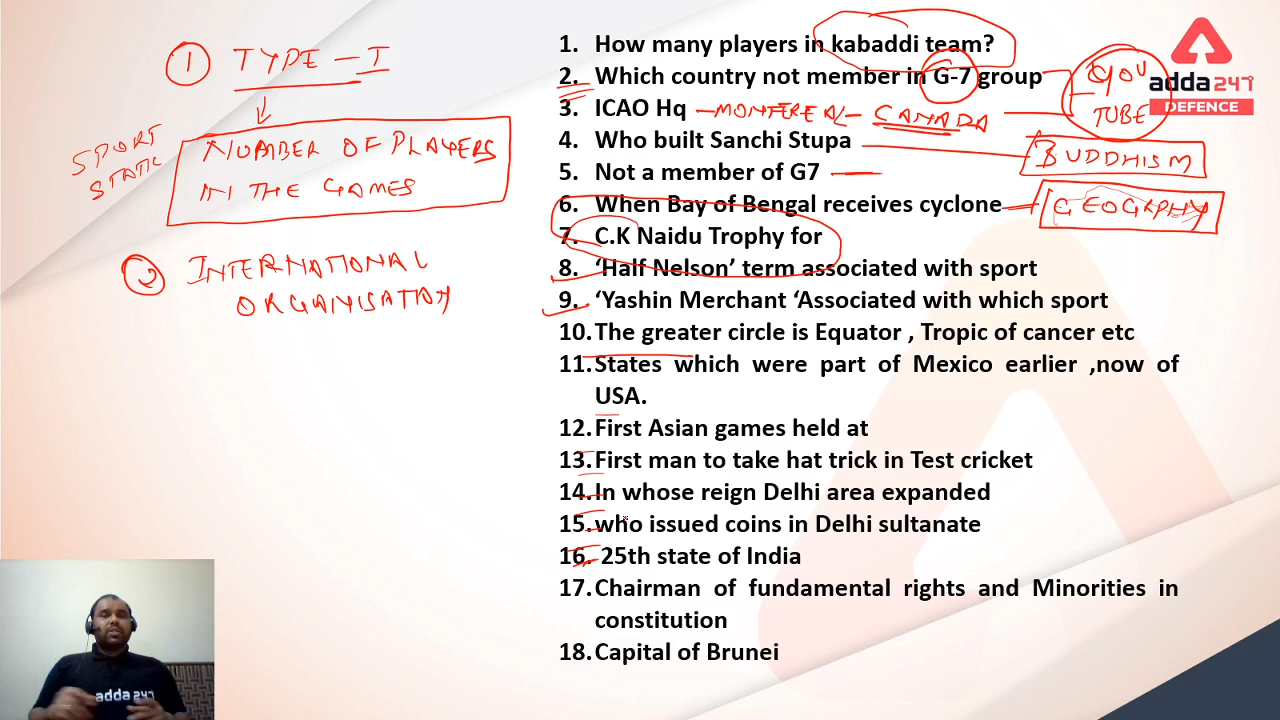 ① TYPE - I
SPORT
STATIC
NUMBER OF PLAYERS
IN THE GAMES
② INTERNATIONAL
ORGANISATION
1. How many players in kabaddi team?
2. Which country not member in G-7 group
3. ICAO Hq – MONTEREAL – CANADA
4. Who built Sanchi Stupa
5. Not a member of G7
6. When Bay of Bengal receives cyclone
7. C.K Naidu Trophy for
8. ‘Half Nelson’ term associated with sport
9. ‘Yashin Merchant ‘Associated with which sport
10. The greater circle is Equator , Tropic of cancer etc
11. States which were part of Mexico earlier ,now of
USA.
12. First Asian games held at
13. First man to take hat trick in Test cricket
14. In whose reign Delhi area expanded
15. who issued coins in Delhi sultanate
16. 25th state of India
17. Chairman of fundamental rights and Minorities in
constitution
18. Capital of Brunei
YOU
TUBE
BUDDHISM
GEOGRAPHY
adda247
DEFENCE
adda247